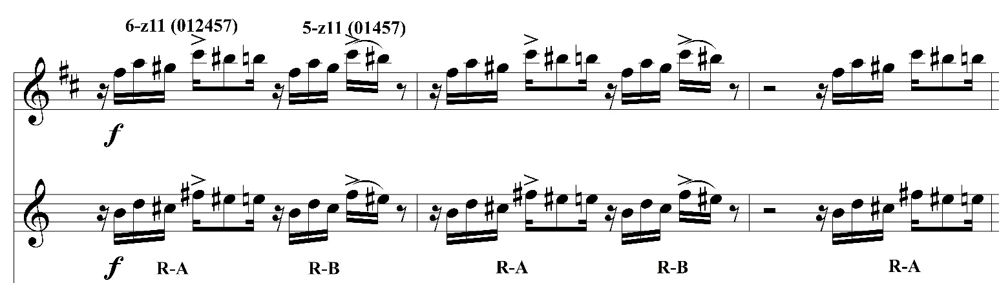 6-z11 (012457) 5-z11 (01457)
f
f R-A R-B R-A R-B R-A